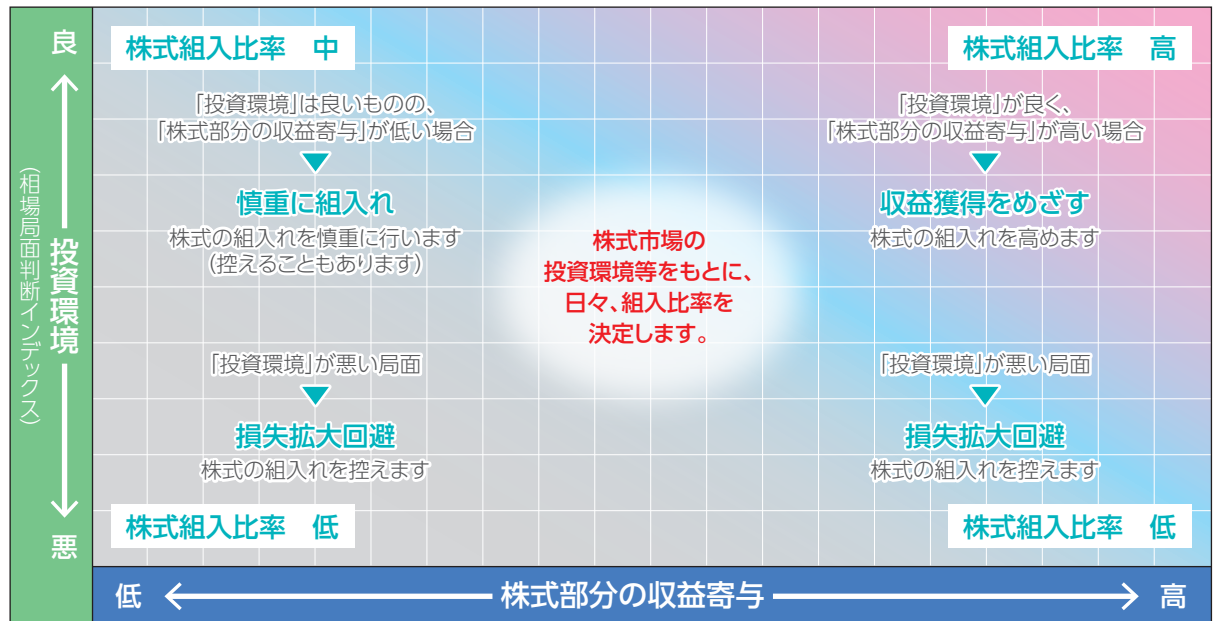 良
投資環境
(相場局面判断インデックス)
悪
株式組入比率 中
「投資環境」は良いものの、
「株式部分の収益寄与」が低い場合
慎重に組入れ
株式の組入れを慎重に行います
(控えることもあります)
株式組入比率 高
「投資環境」が良く、
「株式部分の収益寄与」が高い場合
収益獲得をめざす
株式の組入れを高めます
株式市場の
投資環境等をもとに、
日々、組入比率を
決定します。
「投資環境」が悪い局面
損失拡大回避
株式の組入れを控えます
株式組入比率 低
「投資環境」が悪い局面
損失拡大回避
株式の組入れを控えます
株式組入比率 低
低
株式部分の収益寄与
高